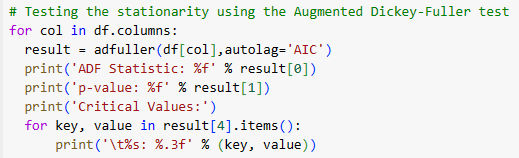 # Testing the stationarity using the Augmented Dickey-Fuller test
for col in df.columns:
  result = adfuller(df[col],autolag='AIC')
  print('ADF Statistic: %f' % result[0])
  print('p-value: %f' % result[1])
  print('Critical Values:')
  for key, value in result[4].items():
      print('\t%s: %.3f' % (key, value))